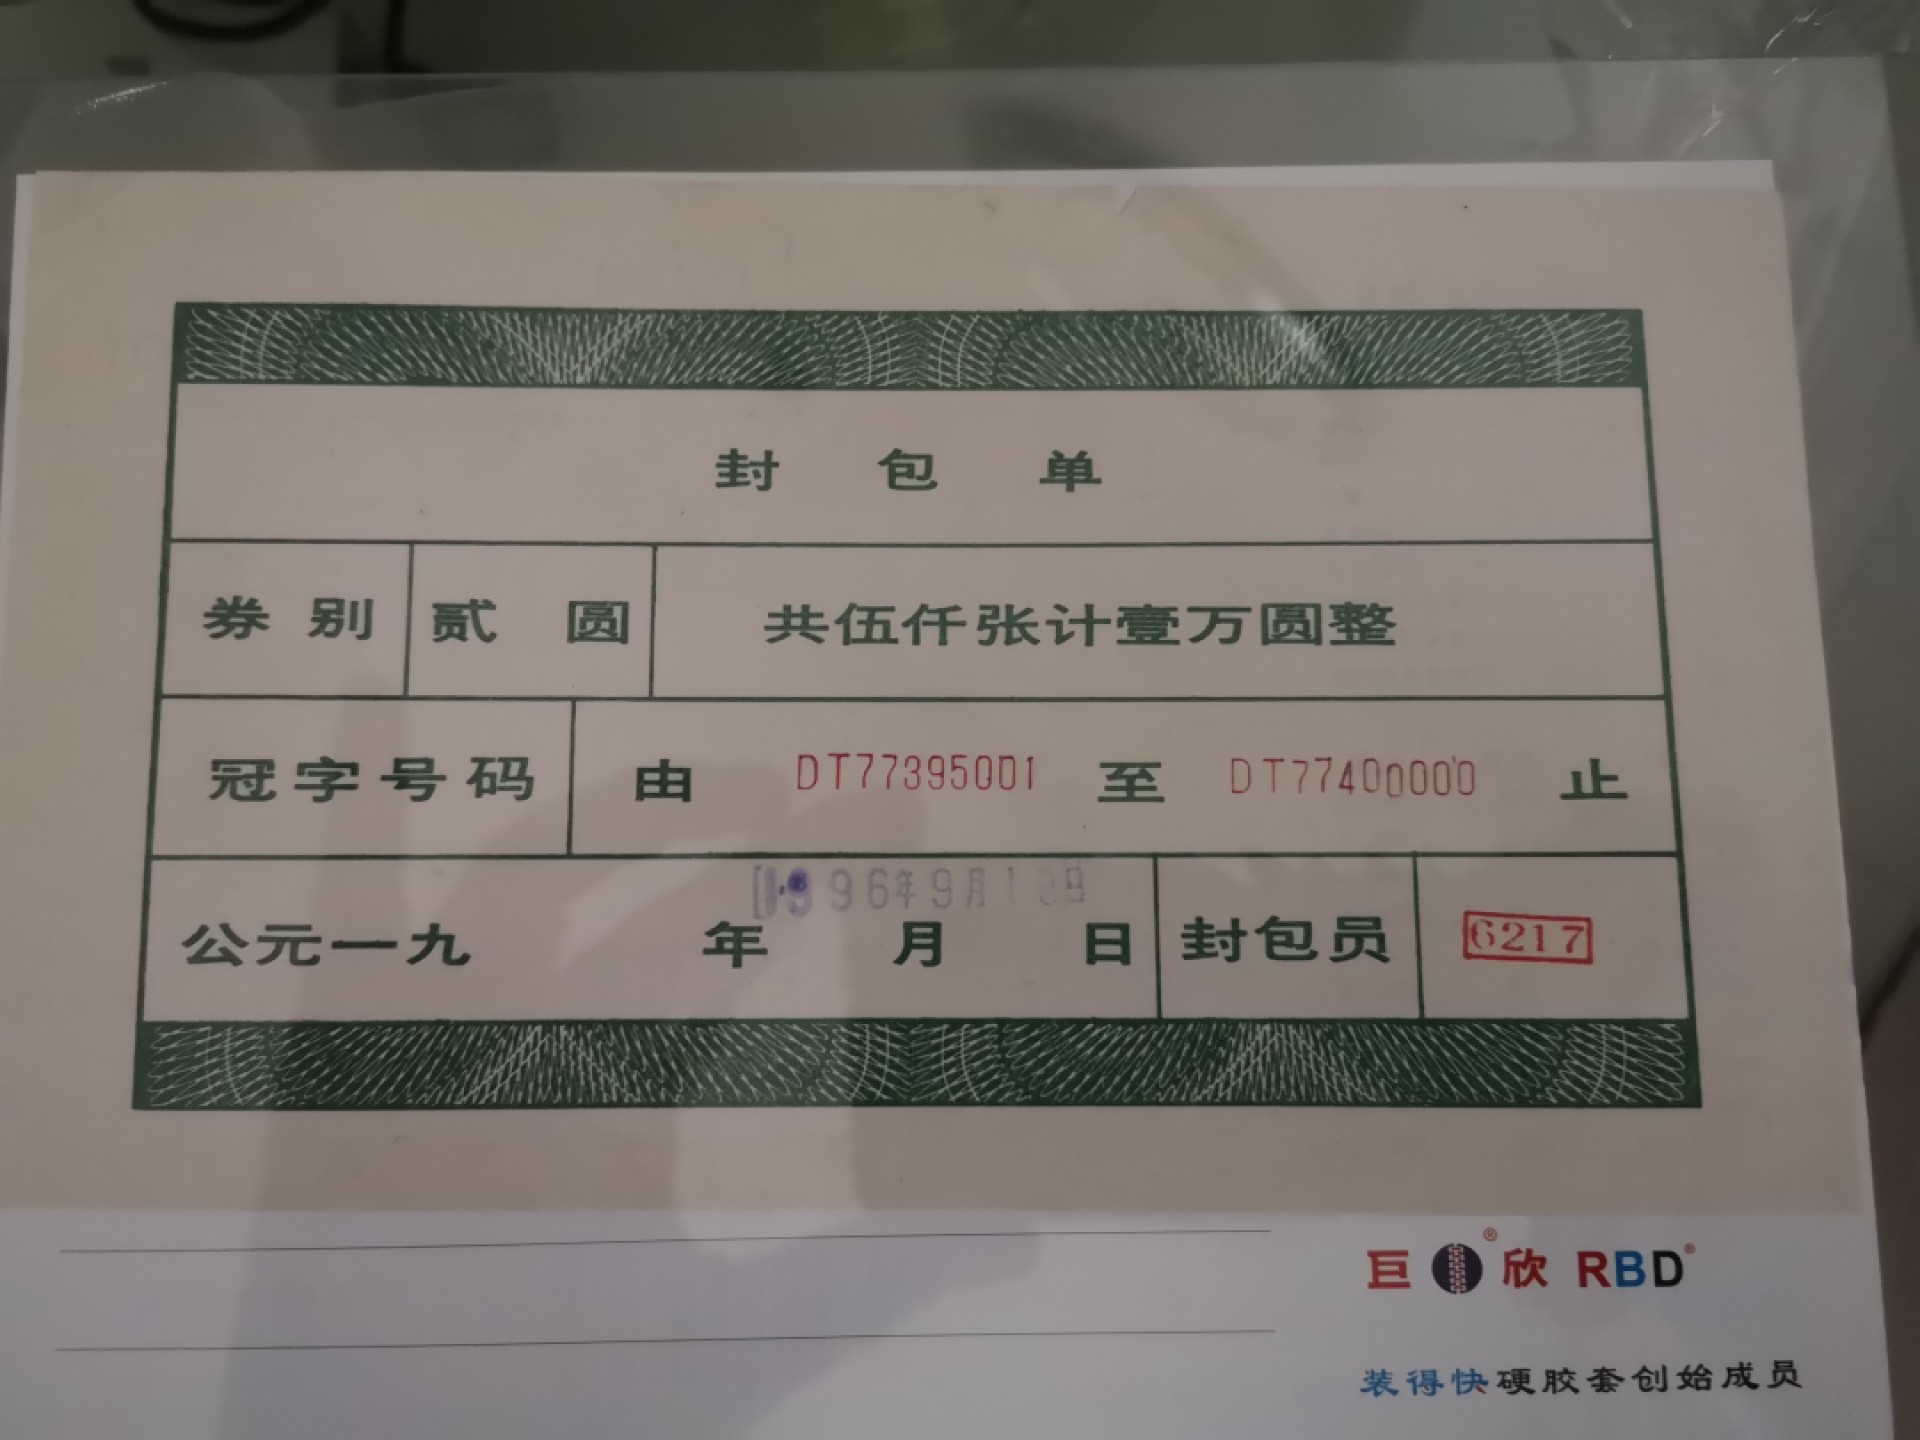 封包单
券别 贰圆 共伍仟张计壹万圆整
冠字号码 由 DT77395001 至 DT77400000 止
996年9月1 日
公元一九 年 月 日 封包员 6217
巨®欣 RBD®
装得快硬胶套创始成员